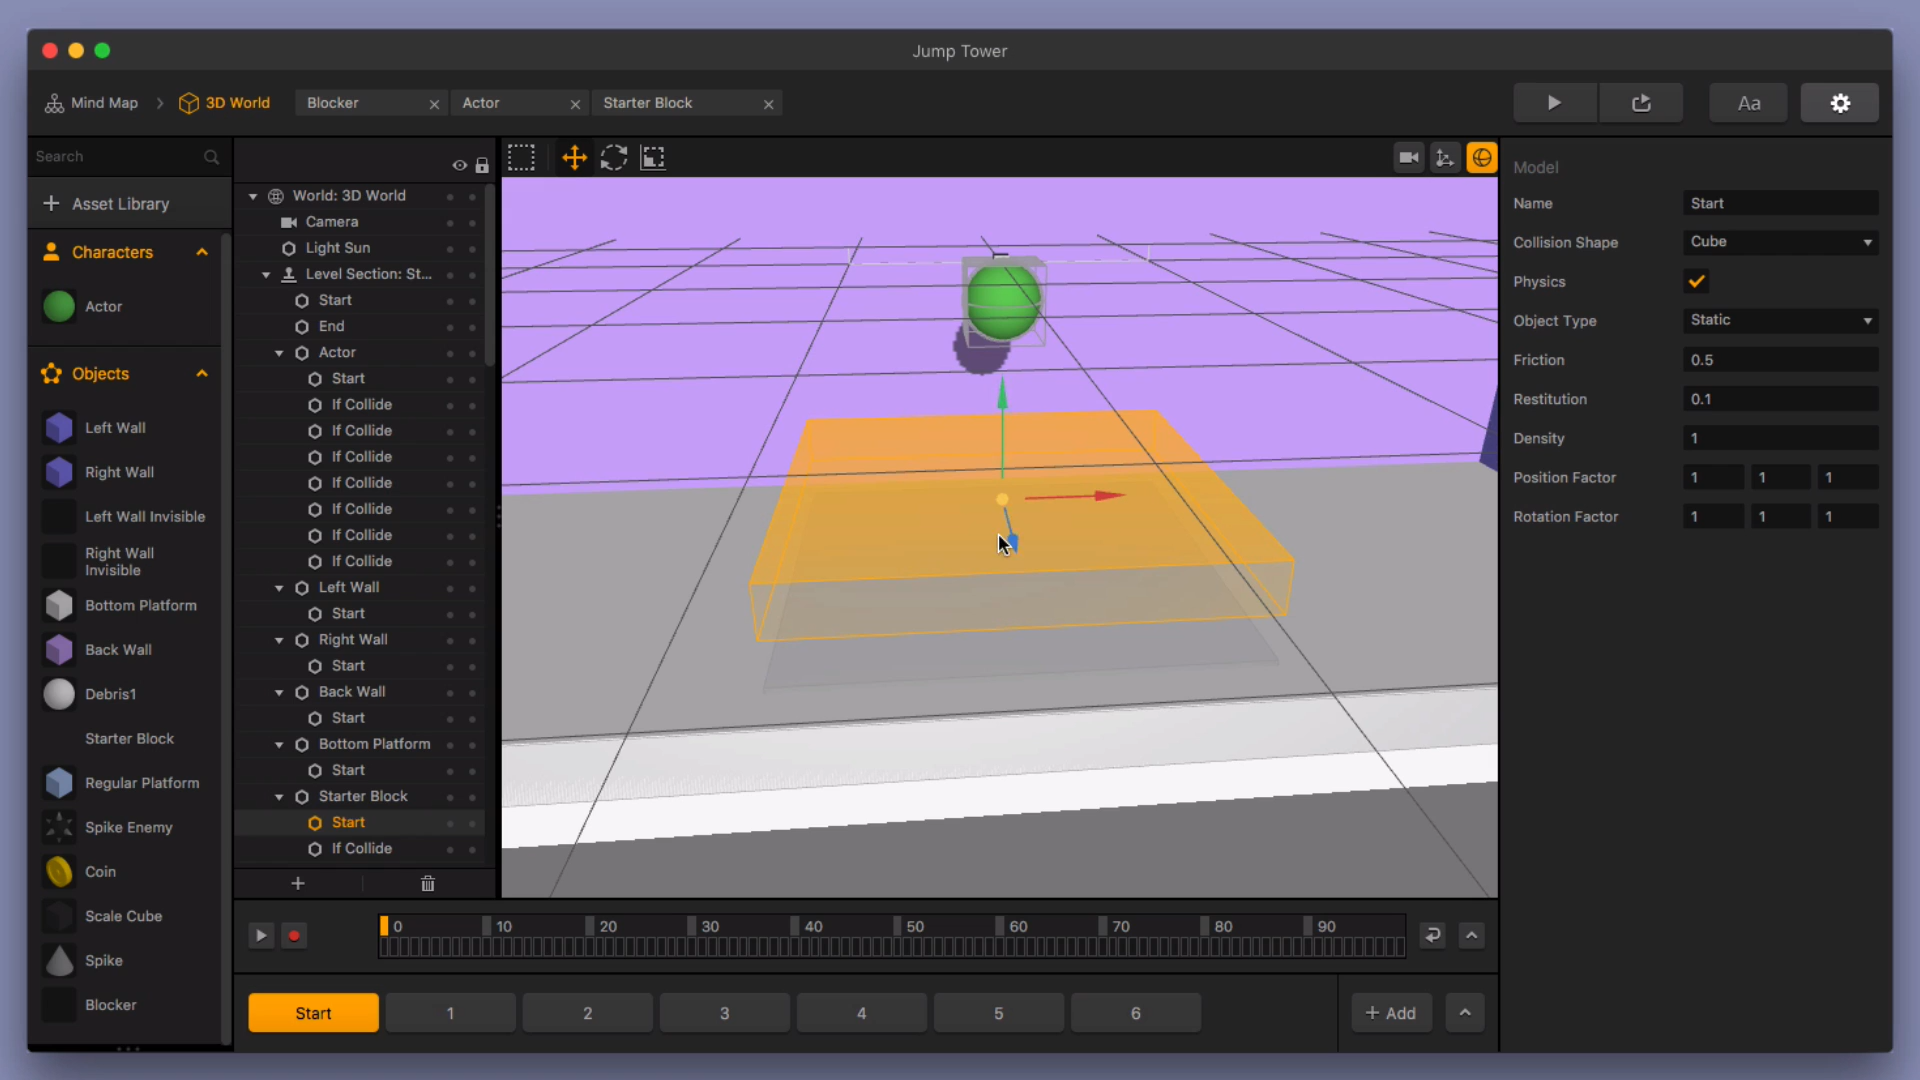 Jump Tower
Mind Map
3D World
Blocker
Actor
Starter Block
Aa
Search
Asset Library
Characters
Actor
Objects
Left Wall
Right Wall
Left Wall Invisible
Right Wall
Invisible
Bottom Platform
Back Wall
Debris1
Starter Block
Regular Platform
Spike Enemy
Coin
Scale Cube
Spike
Blocker
World: 3D World
Camera
Light Sun
Level Section: St...
Start
End
Actor
Start
If Collide
If Collide
If Collide
If Collide
If Collide
If Collide
If Collide
Left Wall
Start
Right Wall
Start
Back Wall
Start
Bottom Platform
Start
Starter Block
Start
If Collide
Model
Name Start
Collision Shape Cube
Physics
Object Type Static
Friction 0.5
Restitution 0.1
Density 1
Position Factor 1 1 1
Rotation Factor 1 1 1
0 10 20 30 40 50 60 70 80 90
Start 1 2 3 4 5 6 + Add